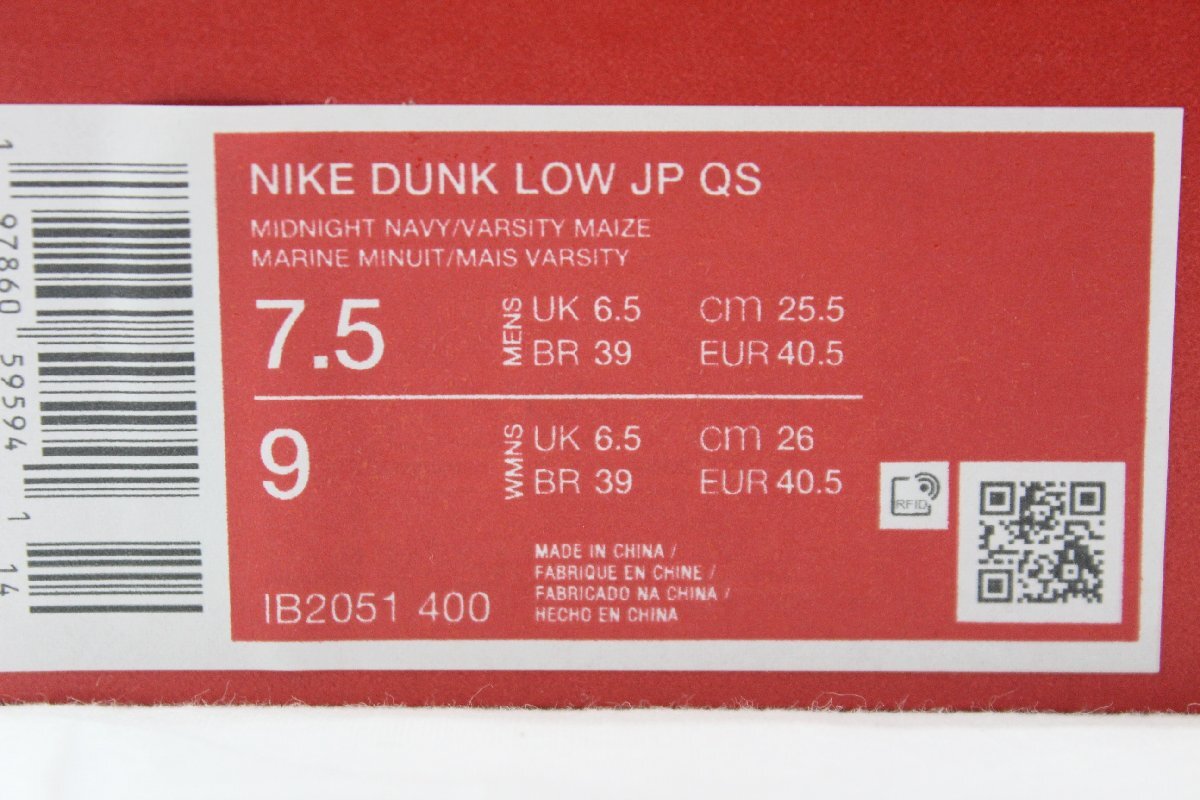 NIKE DUNK LOW JP QS
MIDNIGHT NAVY/VARSITY MAIZE
MARINE MINUIT/MAIS VARSITY
7.5 MENS UK 6.5 cm 25.5
BR 39 EUR 40.5
9 WMNS UK 6.5 cm 26
BR 39 EUR 40.5
RFID
MADE IN CHINA /
FABRIQUE EN CHINE /
FABRICADO NA CHINA /
HECHO EN CHINA
IB2051 400
1 97860 59594 1 14